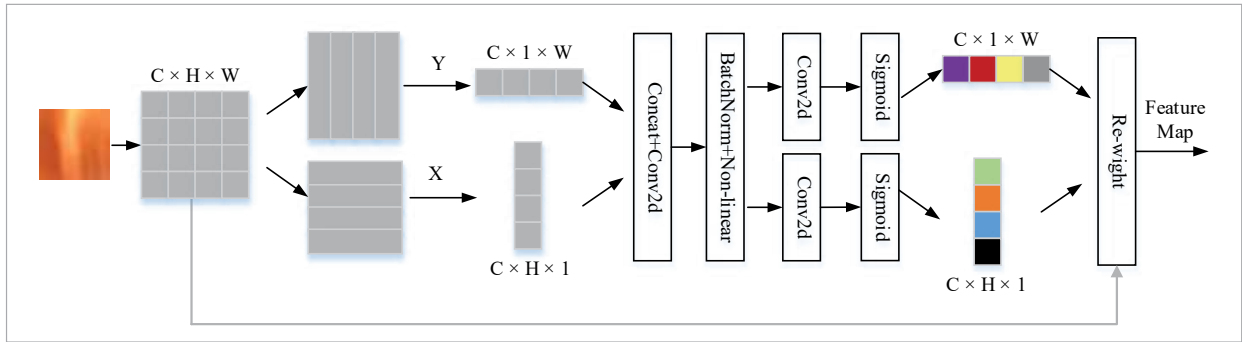 C × H × W
Y
C × 1 × W
X
C × H × 1
Concat+Conv2d
BatchNorm+Non-linear
Conv2d
Sigmoid
Conv2d
Sigmoid
C × 1 × W
C × H × 1
Re-wight
Feature
Map